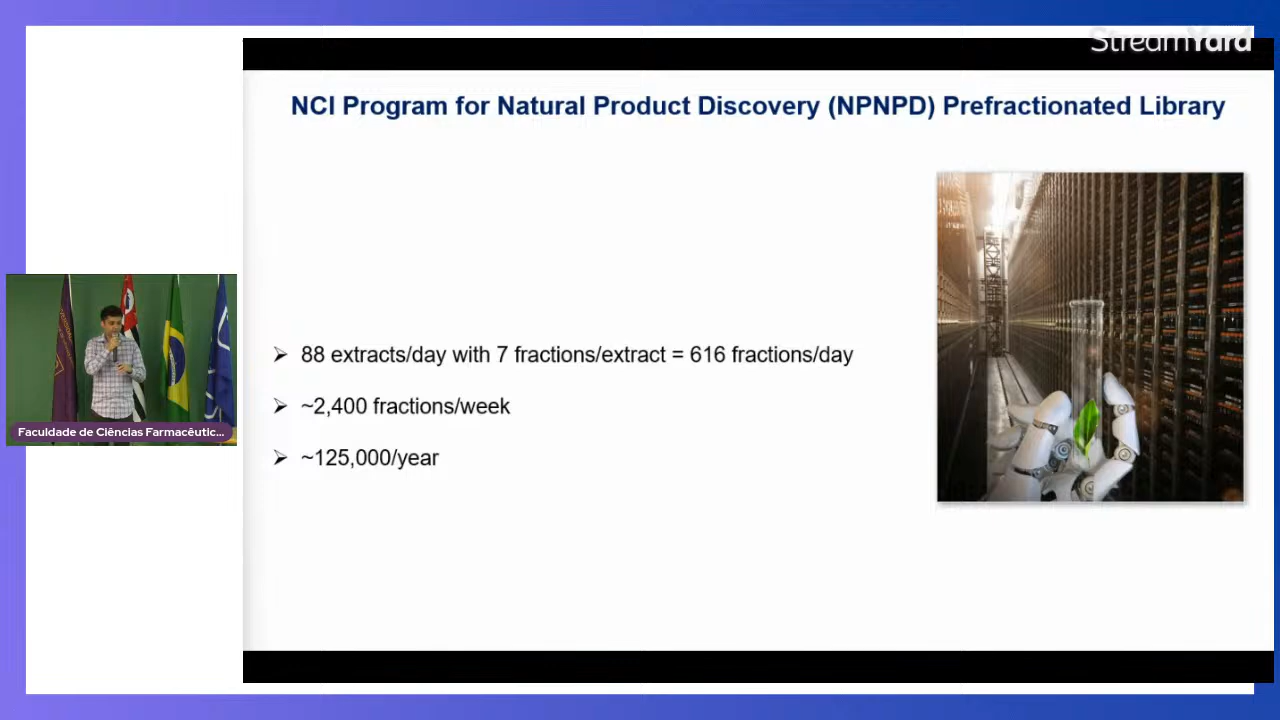 StreamYard
NCI Program for Natural Product Discovery (NPNPD) Prefractionated Library
➢ 88 extracts/day with 7 fractions/extract = 616 fractions/day
➢ ~2,400 fractions/week
➢ ~125,000/year
Faculdade de Ciências Farmacêutic...